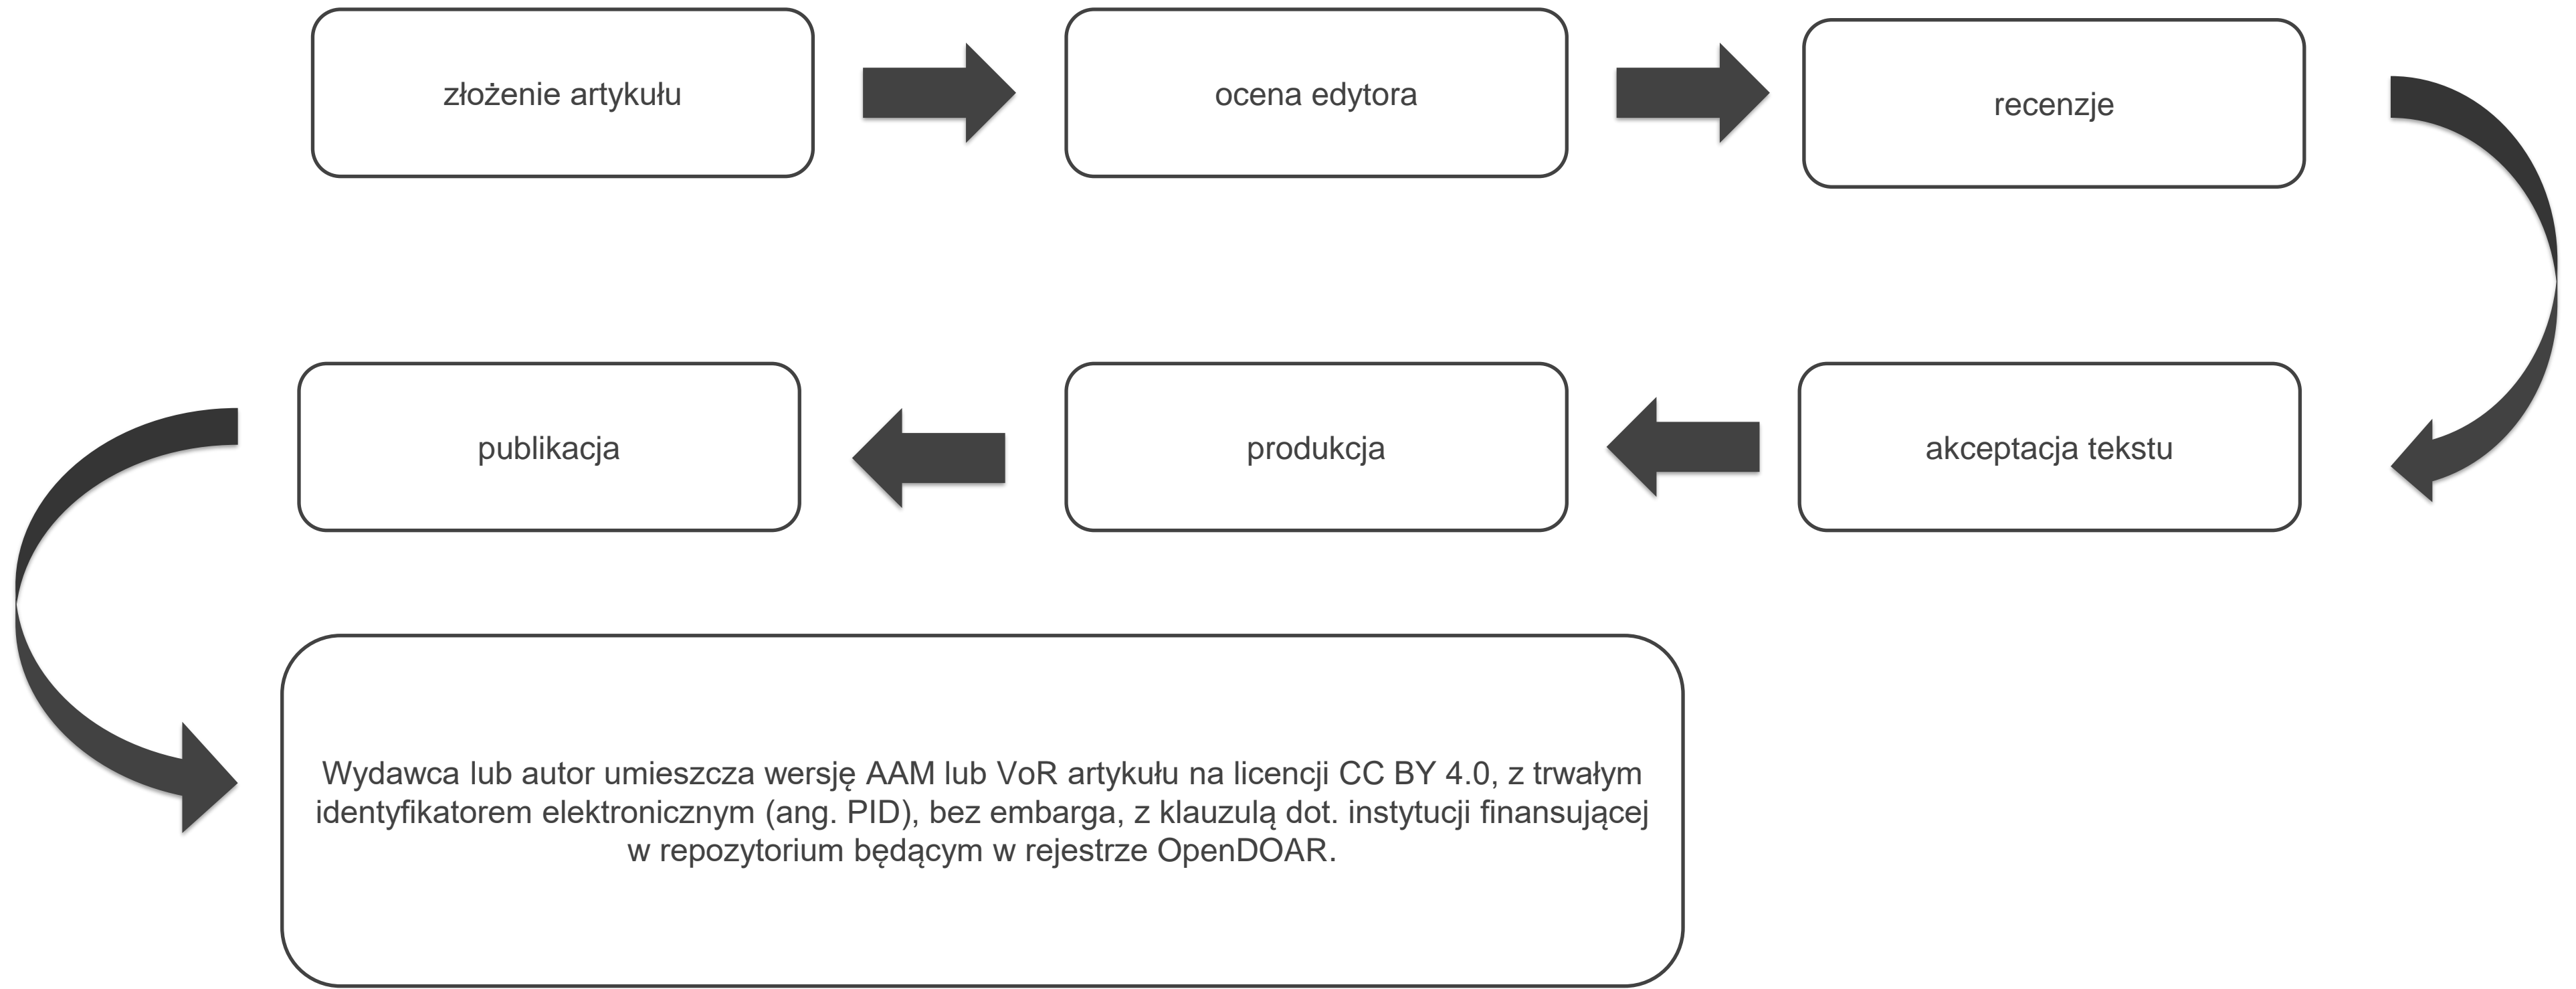 złożenie artykułu
ocena edytora
recenzje
akceptacja tekstu
produkcja
publikacja
Wydawca lub autor umieszcza wersję AAM lub VoR artykułu na licencji CC BY 4.0, z trwałym
identyfikatorem elektronicznym (ang. PID), bez embarga, z klauzulą dot. instytucji finansującej
w repozytorium będącym w rejestrze OpenDOAR.